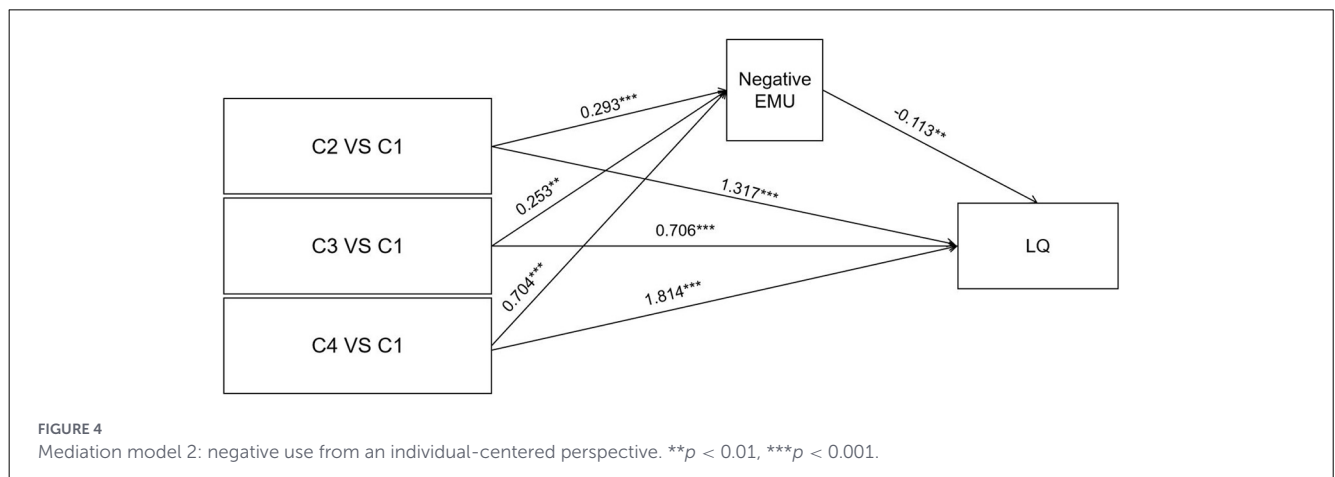 Negative
EMU
0.293***
-0.113**
C2 VS C1
1.317***
0.253**
0.706***
C3 VS C1
LQ
0.704***
1.814***
C4 VS C1
FIGURE 4
Mediation model 2: negative use from an individual-centered perspective. **p < 0.01, ***p < 0.001.